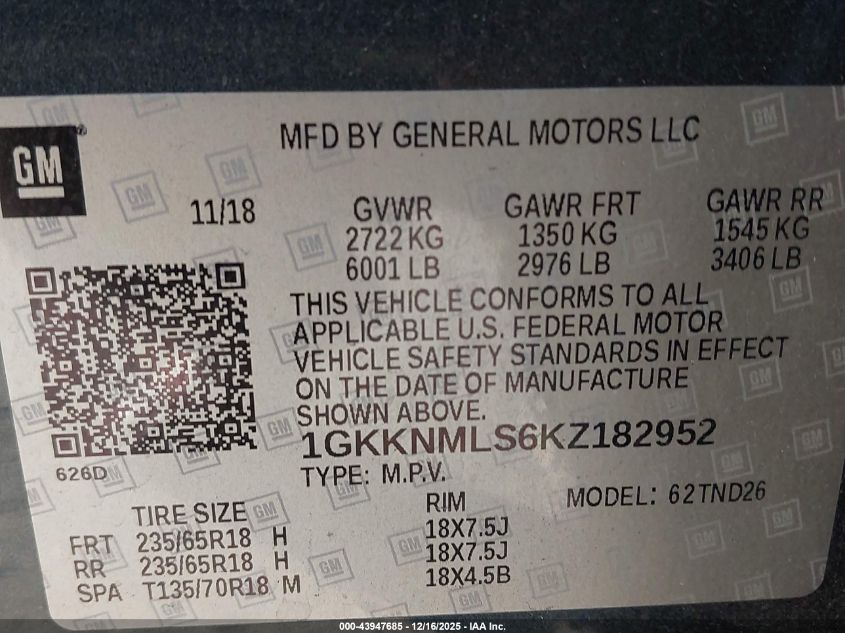 GM
MFD BY GENERAL MOTORS LLC
11/18
GVWR GAWR FRT GAWR RR
2722 KG 1350 KG 1545 KG
6001 LB 2976 LB 3406 LB
THIS VEHICLE CONFORMS TO ALL
APPLICABLE U.S. FEDERAL MOTOR
VEHICLE SAFETY STANDARDS IN EFFECT
ON THE DATE OF MANUFACTURE
SHOWN ABOVE.
1GKKNMLS6KZ182952
626D
TYPE: M.P.V.
MODEL: 62TND26
TIRE SIZE RIM
FRT 235/65R18 H 18X7.5J
RR 235/65R18 H 18X7.5J
SPA T135/70R18 M 18X4.5B
000-43947685 - 12/16/2025 - IAA Inc.